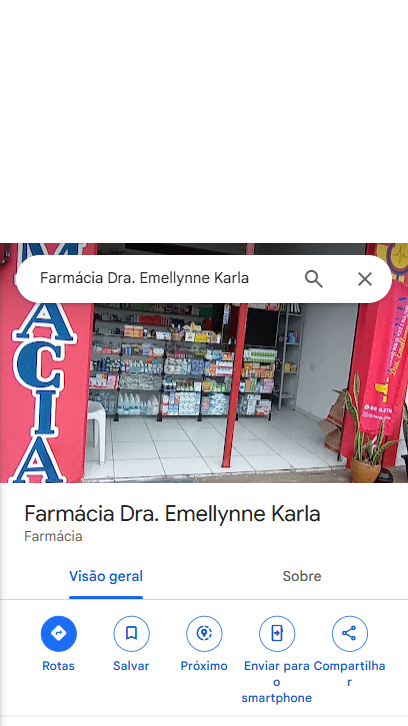 Farmácia Dra. Emellynne Karla
MACIA
Farmácia Dra. Emellynne Karla
Farmácia
Visão geral
Sobre
Rotas
Salvar
Próximo
Enviar para o
smartphone
Compartilhar